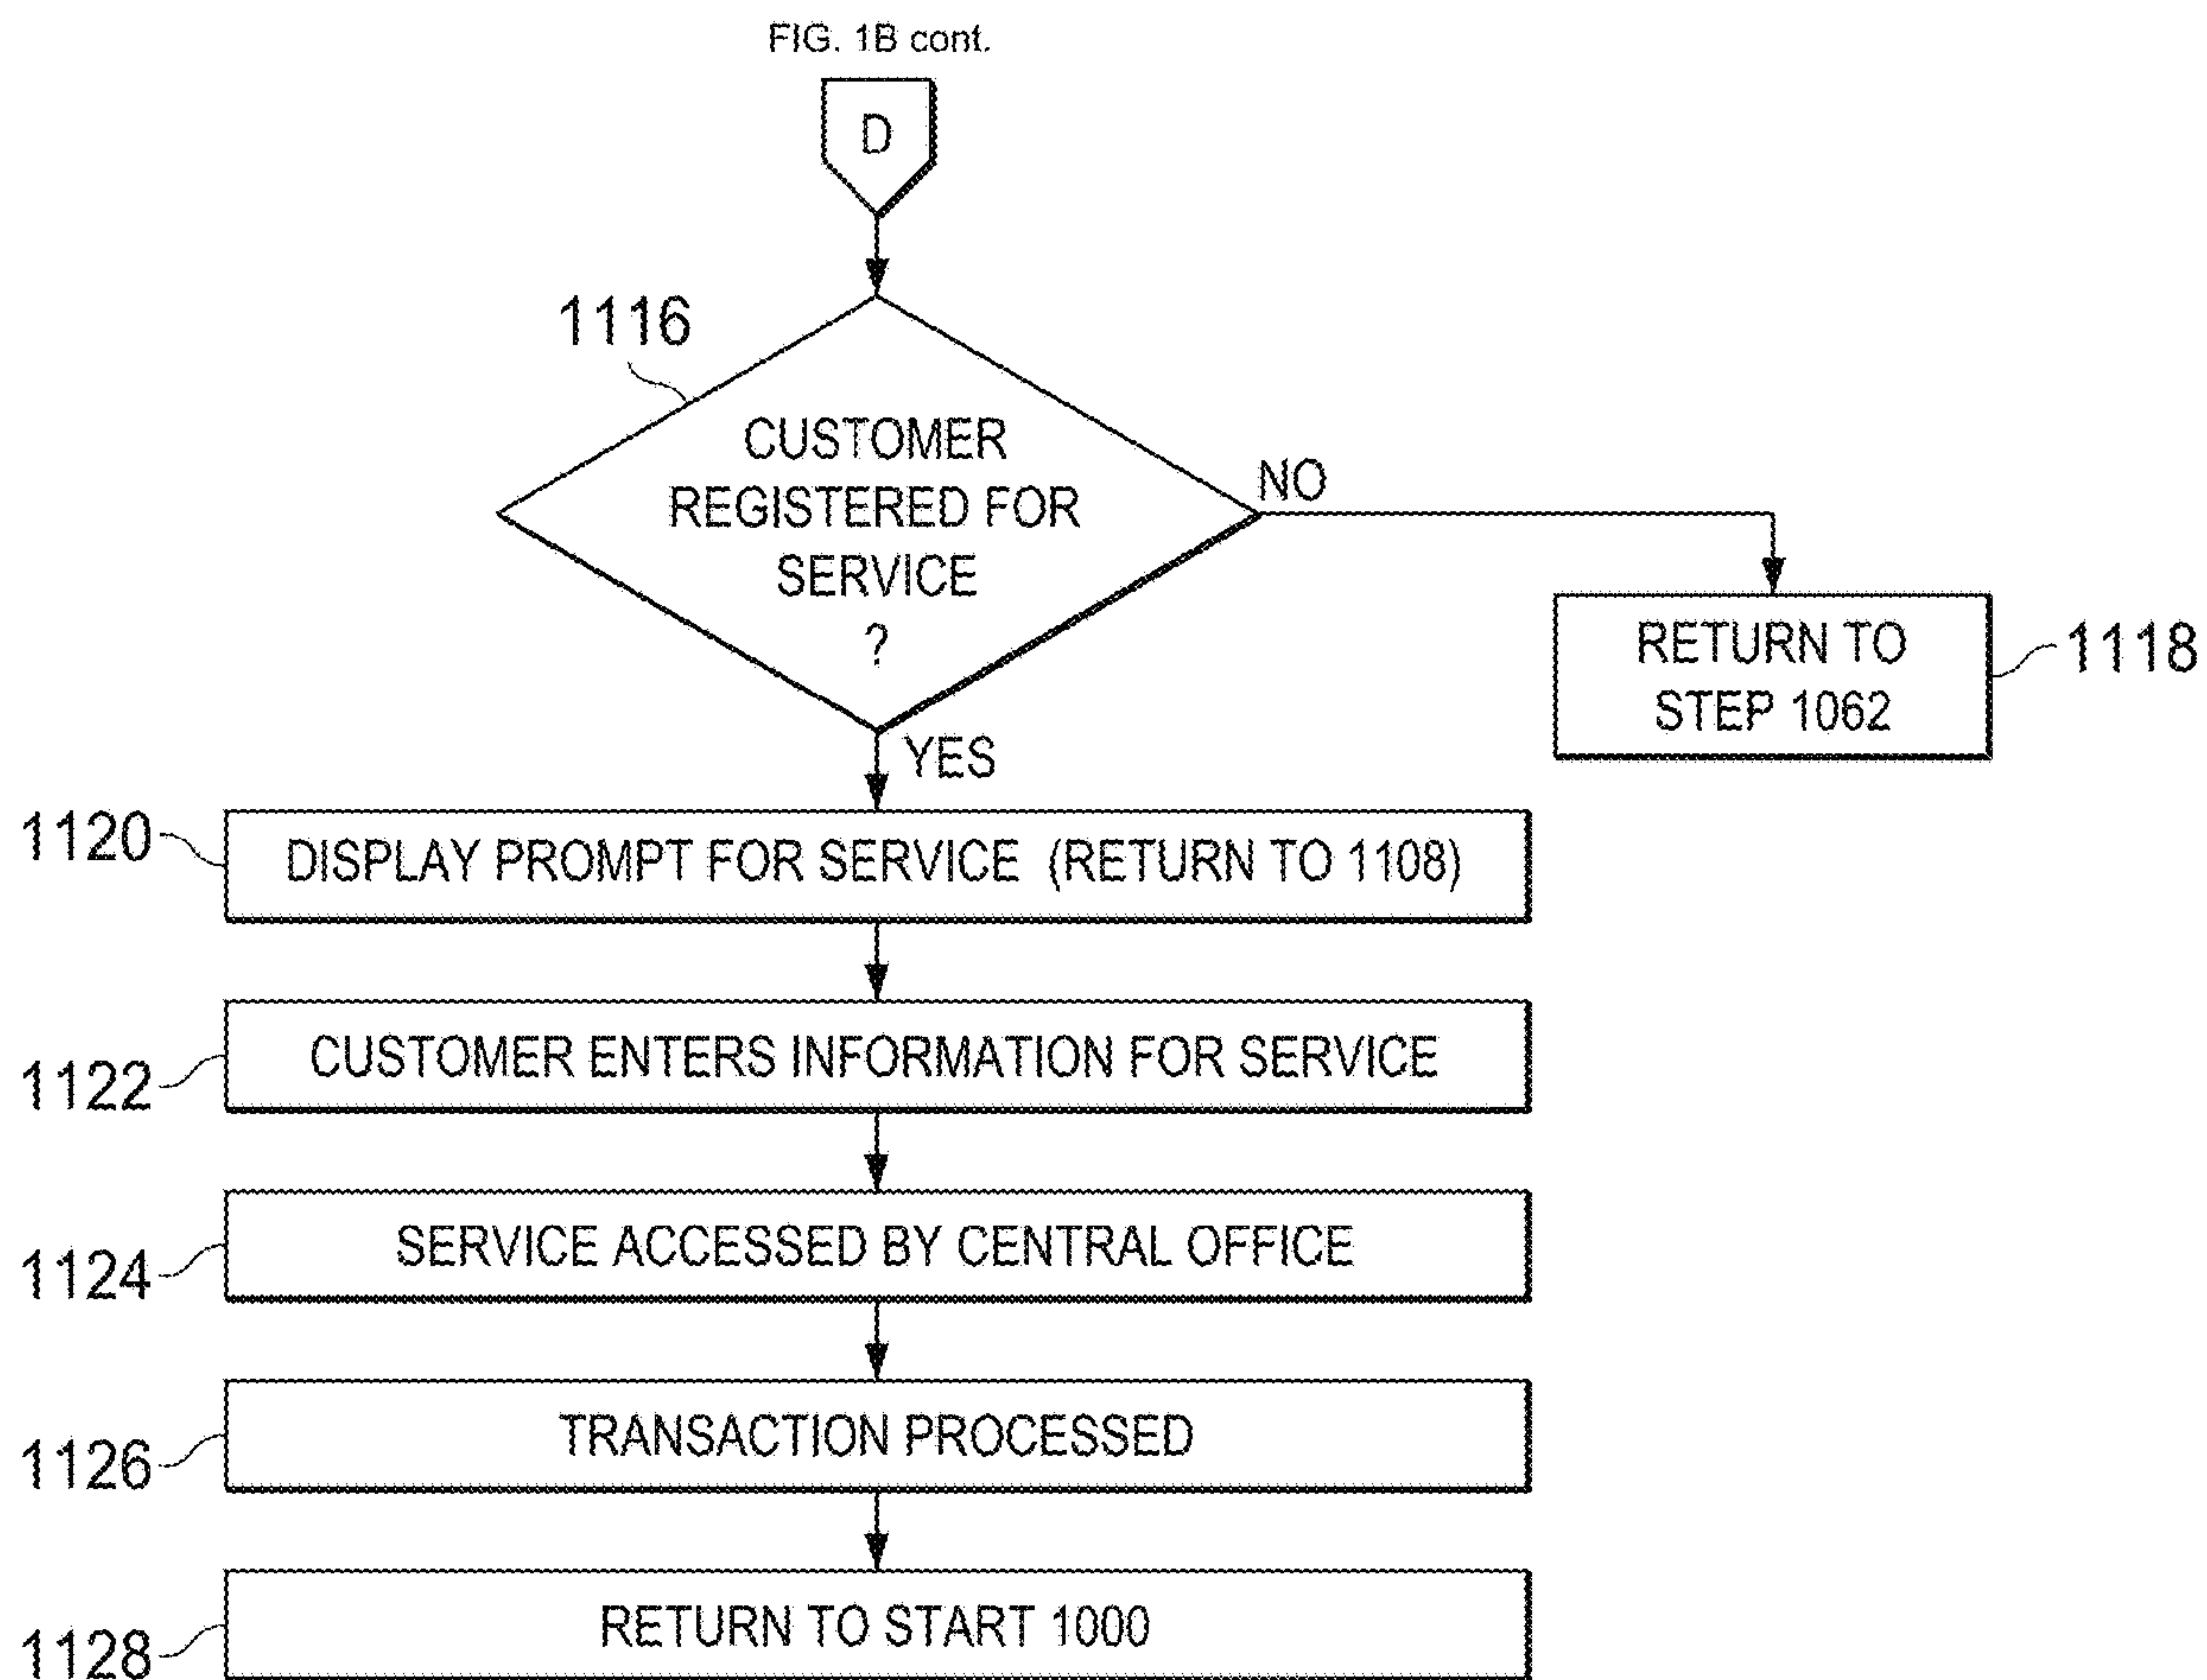 FIG. 1B cont.
D
1116
CUSTOMER
REGISTERED FOR
SERVICE
?
NO
RETURN TO
STEP 1062
1118
YES
1120
DISPLAY PROMPT FOR SERVICE (RETURN TO 1108)
1122
CUSTOMER ENTERS INFORMATION FOR SERVICE
1124
SERVICE ACCESSED BY CENTRAL OFFICE
1126
TRANSACTION PROCESSED
1128
RETURN TO START 1000